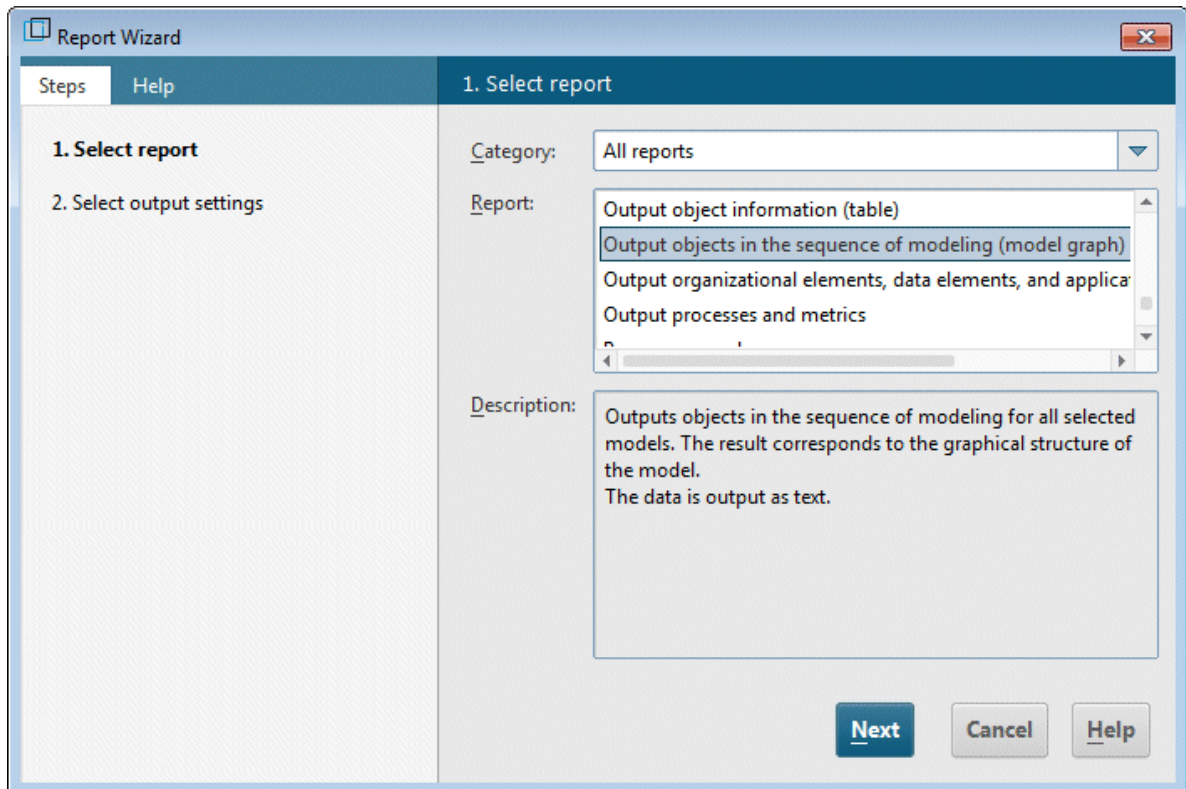 Report Wizard
Steps
Help
1. Select report
1. Select report
2. Select output settings
Category:
All reports
Report:
Output object information (table)
Output objects in the sequence of modeling (model graph)
Output organizational elements, data elements, and applica
Output processes and metrics
Description:
Outputs objects in the sequence of modeling for all selected
models. The result corresponds to the graphical structure of
the model.
The data is output as text.
Next
Cancel
Help